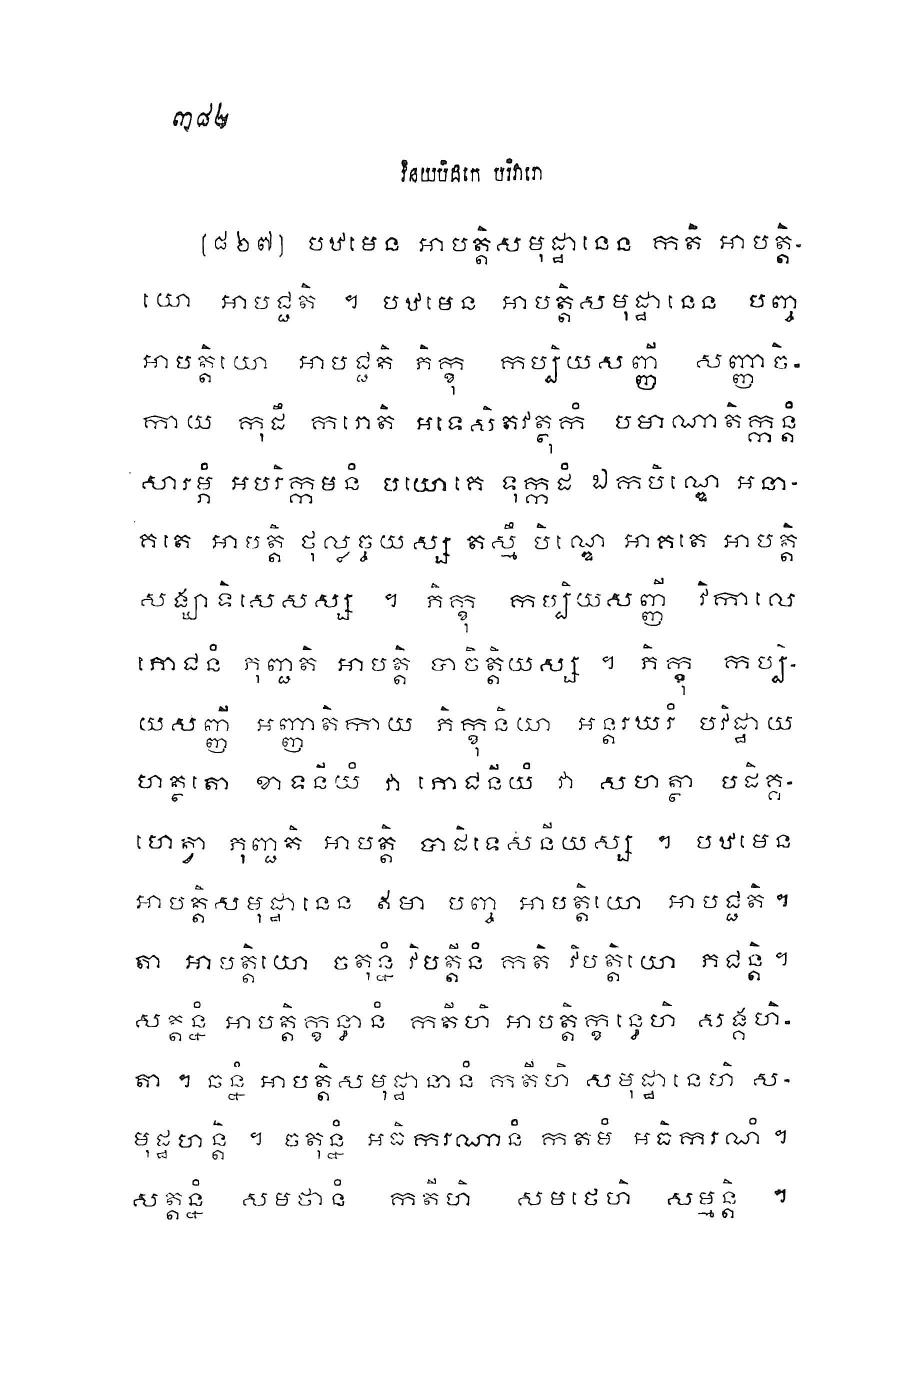 ៣៨៤
វិនយបិដកេ បរិវារោ
(៨២៧) បឋមេន អាបត្តិសមុដ្ឋានេន កតិ អាបត្តិ-
យោ អាបជ្ជតិ ។ បឋមេន អាបត្តិសមុដ្ឋានេន បញ្ច
អាបត្តិយោ អាបជ្ជតិ ភិក្ខុ កប្បិយសញ្ញី សញ្ញាចិ-
កាយ កុដឹ ករោតិ អទេសិតវត្ថុកំ បមាណាតិក្កន្តំ
សារម្ភំ អបរិក្កមនំ បយោគេ ទុក្កដំ ឯកបិណ្ឌេ អនា-
គតេ អាបត្តិ ថុល្លច្ចយស្ស តស្មឹ បិណ្ឌេ អាគតេ អាបត្តិ
សង្ឃាទិសេសស្ស ។ ភិក្ខុ កប្បិយសញ្ញី វិកាលេ
ភោជនំ ភុញ្ជតិ អាបត្តិ បាចិត្តិយស្ស ។ ភិក្ខុ កប្បិ-
យសញ្ញី អញ្ញាតិកាយ ភិក្ខុនិយា អន្តរឃរំ បវិដ្ឋាយ
ហត្ថតោ ខាទនីយំ វា ភោជនីយំ វា សហត្ថា បដិគ្គ-
ហេត្វា ភុញ្ជតិ អាបត្តិ បាដិទេសនីយស្ស ។ បឋមេន
អាបត្តិសមុដ្ឋានេន ឥមា បញ្ច អាបត្តិយោ អាបជ្ជតិ។
តា អាបត្តិយោ ចតុន្នំ វិបត្តីនំ កតិ វិបត្តិយោ ភជន្តិ។
សត្តន្នំ អាបត្តិក្ខន្ធានំ កតីហិ អាបត្តិក្ខន្ធេហិ សង្គហិ-
តា ។ ឆន្នំ អាបត្តិសមុដ្ឋានានំ កតីហិ សមុដ្ឋានេហិ ស-
មុដ្ឋហន្តិ ។ ចតុន្នំ អធិករណានំ កតមំ អធិករណំ ។
សត្តន្នំ សមថានំ កតីហិ សមថេហិ សម្មន្តិ ។